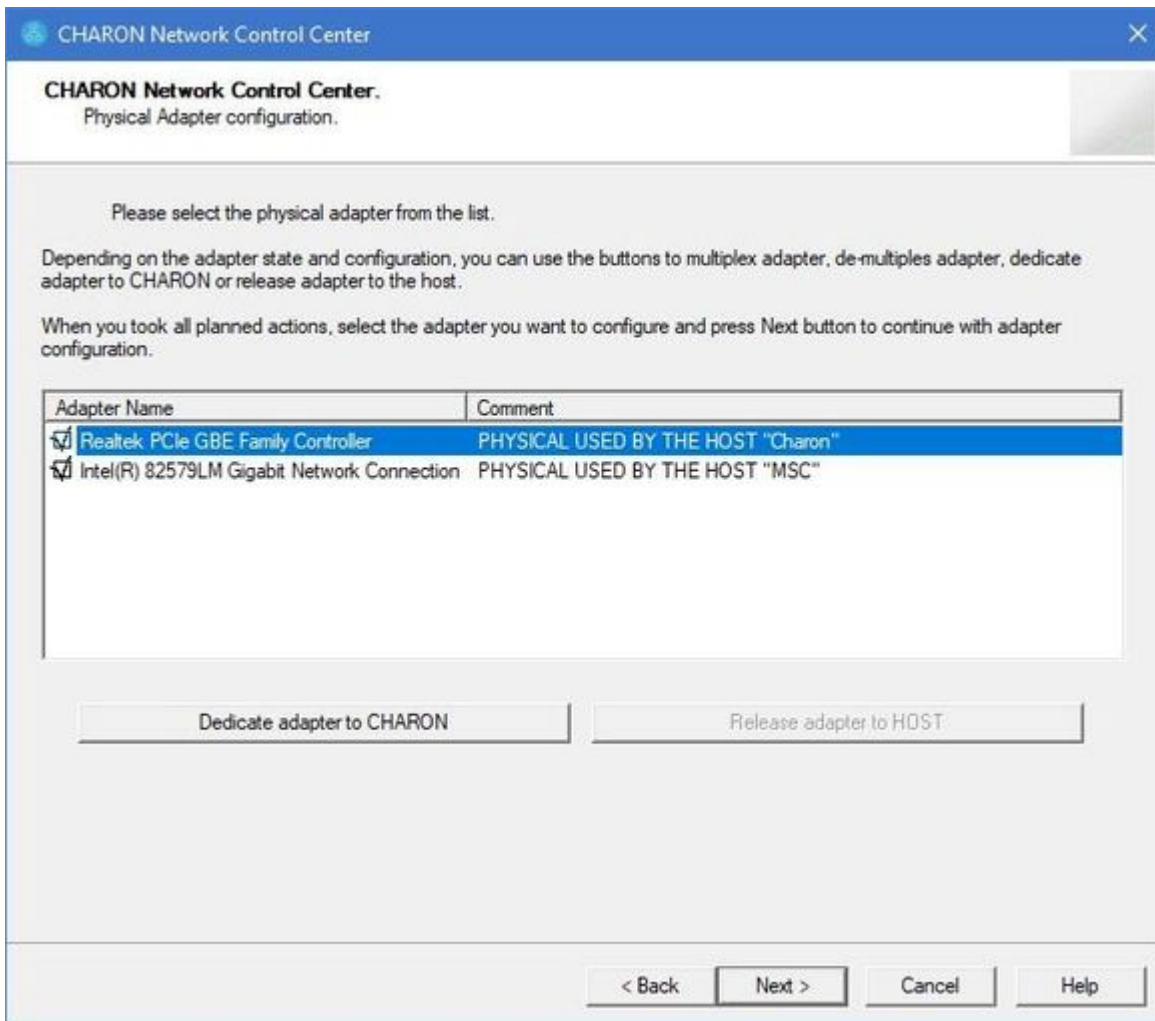 CHARON Network Control Center
CHARON Network Control Center.
Physical Adapter configuration.
Please select the physical adapter from the list.
Depending on the adapter state and configuration, you can use the buttons to multiplex adapter, de-multiples adapter, dedicate
adapter to CHARON or release adapter to the host.
When you took all planned actions, select the adapter you want to configure and press Next button to continue with adapter
configuration.
Adapter Name Comment
Realtek PCIe GBE Family Controller PHYSICAL USED BY THE HOST "Charon"
Intel(R) 82579LM Gigabit Network Connection PHYSICAL USED BY THE HOST "MSC"
Dedicate adapter to CHARON Release adapter to HOST
< Back Next > Cancel Help